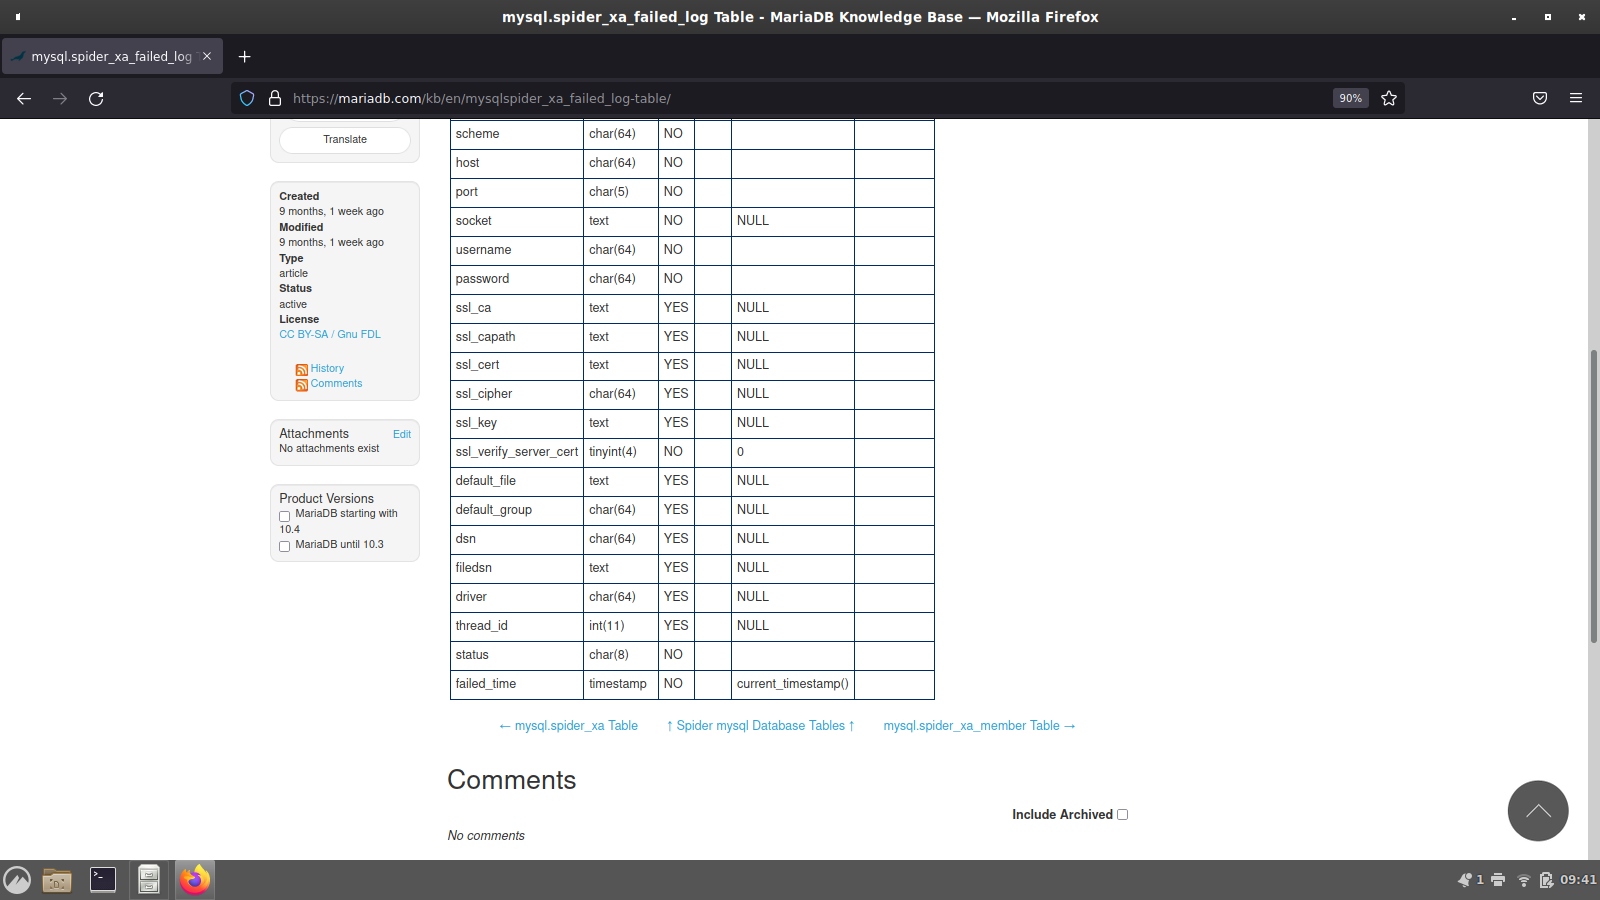 mysql.spider_xa_failed_log Table - MariaDB Knowledge Base — Mozilla Firefox
mysql.spider_xa_failed_log
https://mariadb.com/kb/en/mysqlspider_xa_failed_log-table/
90%
Translate
Created
9 months, 1 week ago
Modified
9 months, 1 week ago
Type
article
Status
active
License
CC BY-SA / Gnu FDL
History
Comments
Attachments Edit
No attachments exist
Product Versions
MariaDB starting with
10.4
MariaDB until 10.3
scheme char(64) NO
host char(64) NO
port char(5) NO
socket text NO NULL
username char(64) NO
password char(64) NO
ssl_ca text YES NULL
ssl_capath text YES NULL
ssl_cert text YES NULL
ssl_cipher char(64) YES NULL
ssl_key text YES NULL
ssl_verify_server_cert tinyint(4) NO 0
default_file text YES NULL
default_group char(64) YES NULL
dsn char(64) YES NULL
filedsn text YES NULL
driver char(64) YES NULL
thread_id int(11) YES NULL
status char(8) NO
failed_time timestamp NO current_timestamp()
← mysql.spider_xa Table ↑ Spider mysql Database Tables ↑ mysql.spider_xa_member Table →
Comments
Include Archived
No comments
1 09:41